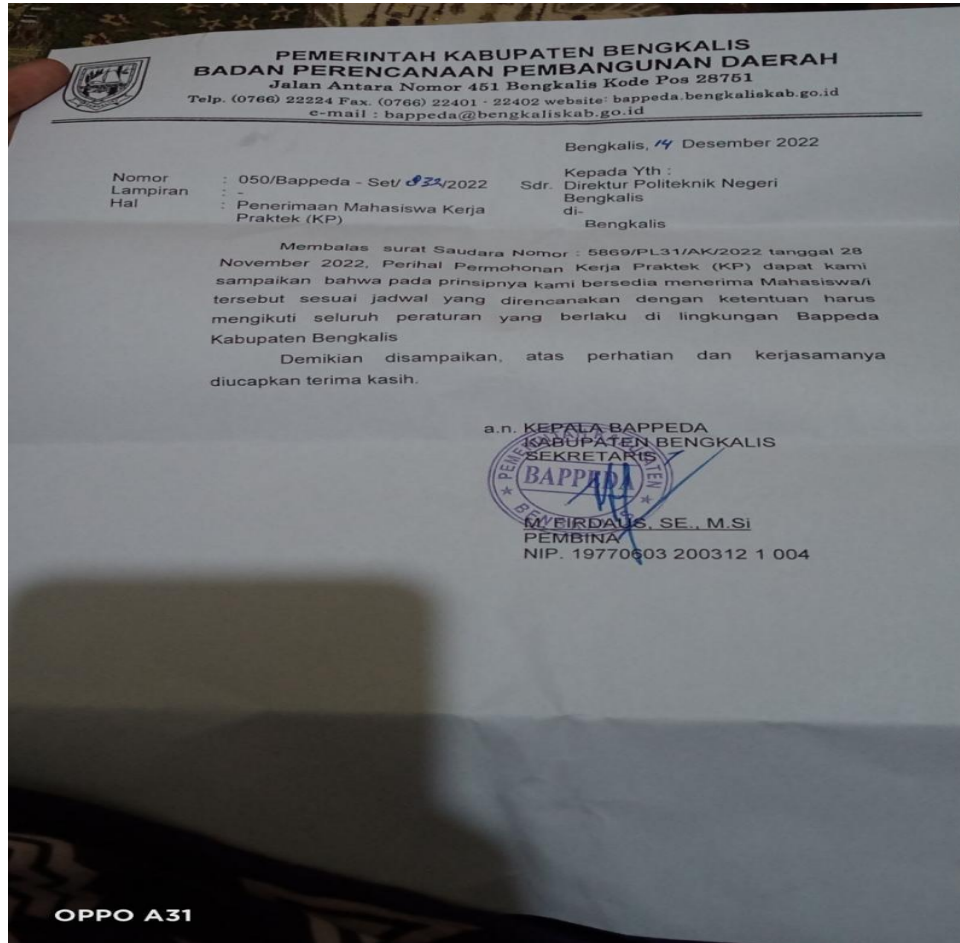 PEMERINTAH KABUPATEN BENGKALIS
BADAN PERENCANAAN PEMBANGUNAN DAERAH
Jalan Antara Nomor 451 Bengkalis Kode Pos 28751
Telp. (0766) 22224 Fax. (0766) 22401 - 22402 website: bappeda.bengkaliskab.go.id
e-mail : bappeda@bengkaliskab.go.id
Bengkalis, 14 Desember 2022
Nomor : 050/Bappeda - Set/ 832/2022
Lampiran : -
Hal : Penerimaan Mahasiswa Kerja
Praktek (KP)
Kepada Yth :
Sdr. Direktur Politeknik Negeri
Bengkalis
di-
Bengkalis
Membalas surat Saudara Nomor : 5869/PL31/AK/2022 tanggal 28
November 2022, Perihal Permohonan Kerja Praktek (KP) dapat kami
sampaikan bahwa pada prinsipnya kami bersedia menerima Mahasiswa/i
tersebut sesuai jadwal yang direncanakan dengan ketentuan harus
mengikuti seluruh peraturan yang berlaku di lingkungan Bappeda
Kabupaten Bengkalis
Demikian disampaikan, atas perhatian dan kerjasamanya
diucapkan terima kasih.
a.n. KEPALA BAPPEDA
KABUPATEN BENGKALIS
SEKRETARIS
BAPPEDA
M. FIRDAUS, SE., M.Si
PEMBINA
NIP. 19770603 200312 1 004
OPPO A31